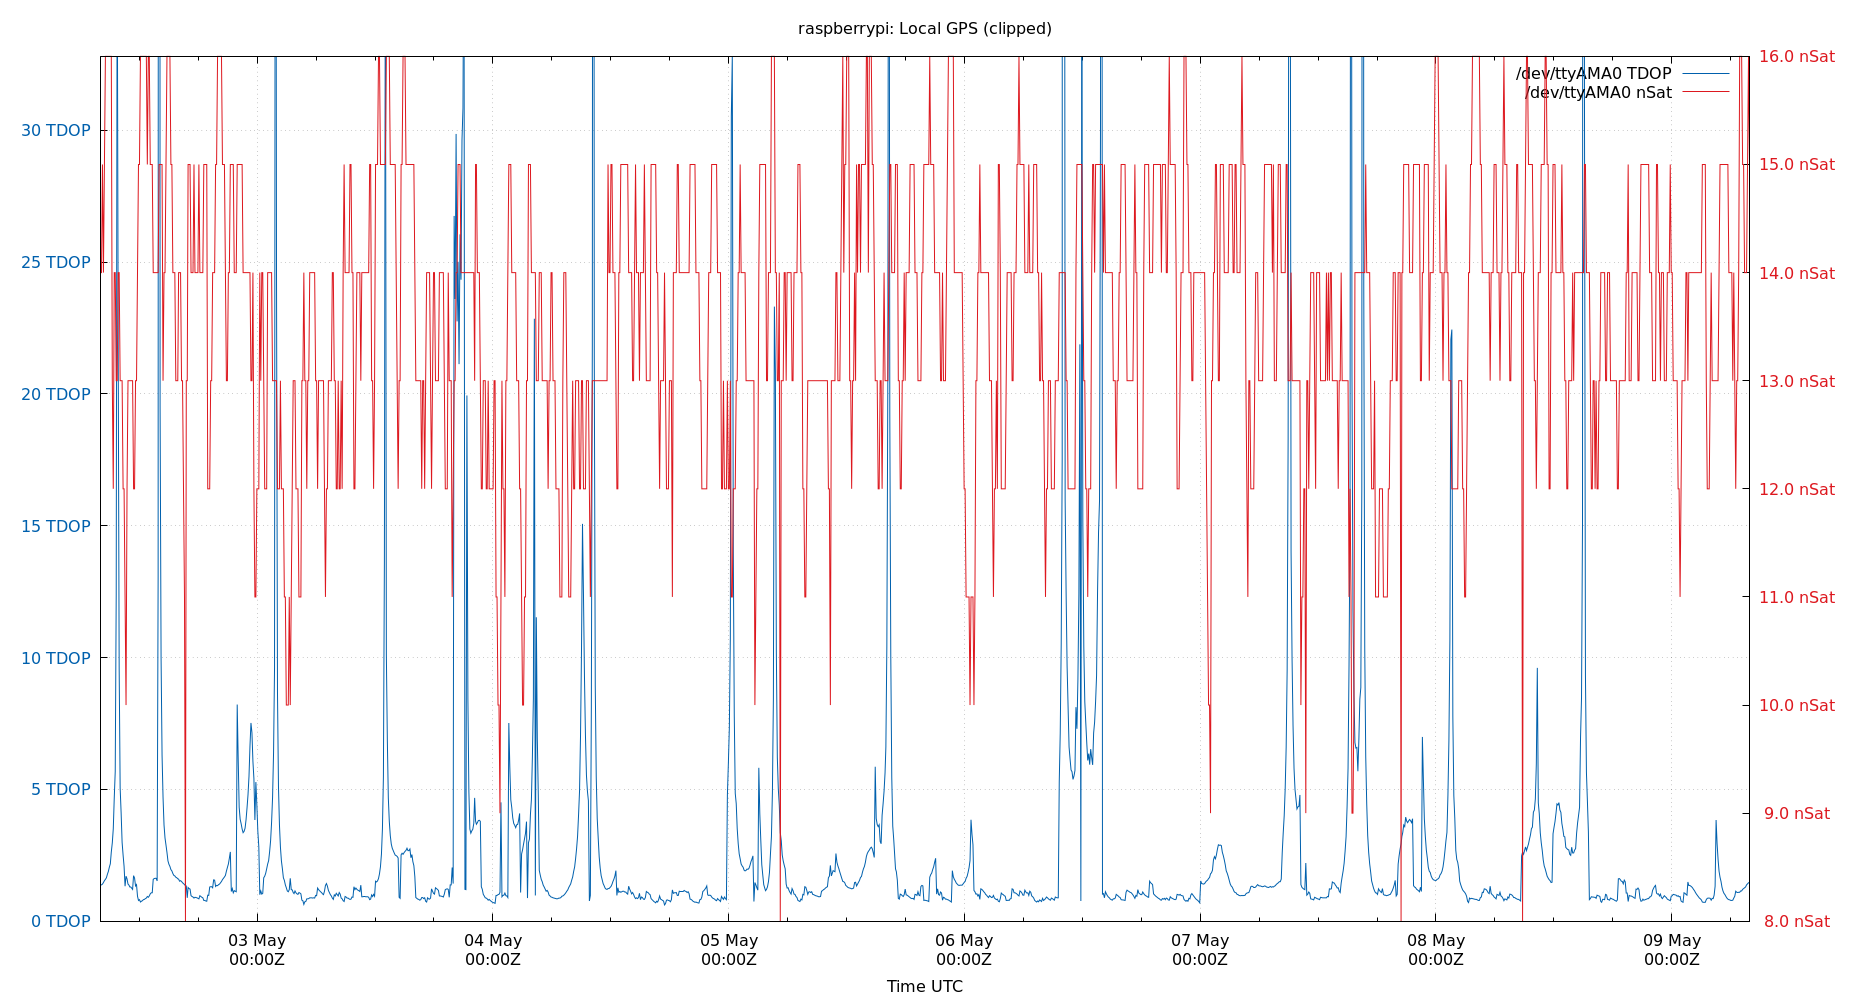 raspberrypi: Local GPS (clipped)
/dev/ttyAMA0 TDOP
/dev/ttyAMA0 nSat
30 TDOP
25 TDOP
20 TDOP
15 TDOP
10 TDOP
5 TDOP
0 TDOP
16.0 nSat
15.0 nSat
14.0 nSat
13.0 nSat
12.0 nSat
11.0 nSat
10.0 nSat
9.0 nSat
8.0 nSat
03 May
00:00Z
04 May
00:00Z
05 May
00:00Z
06 May
00:00Z
07 May
00:00Z
08 May
00:00Z
09 May
00:00Z
Time UTC